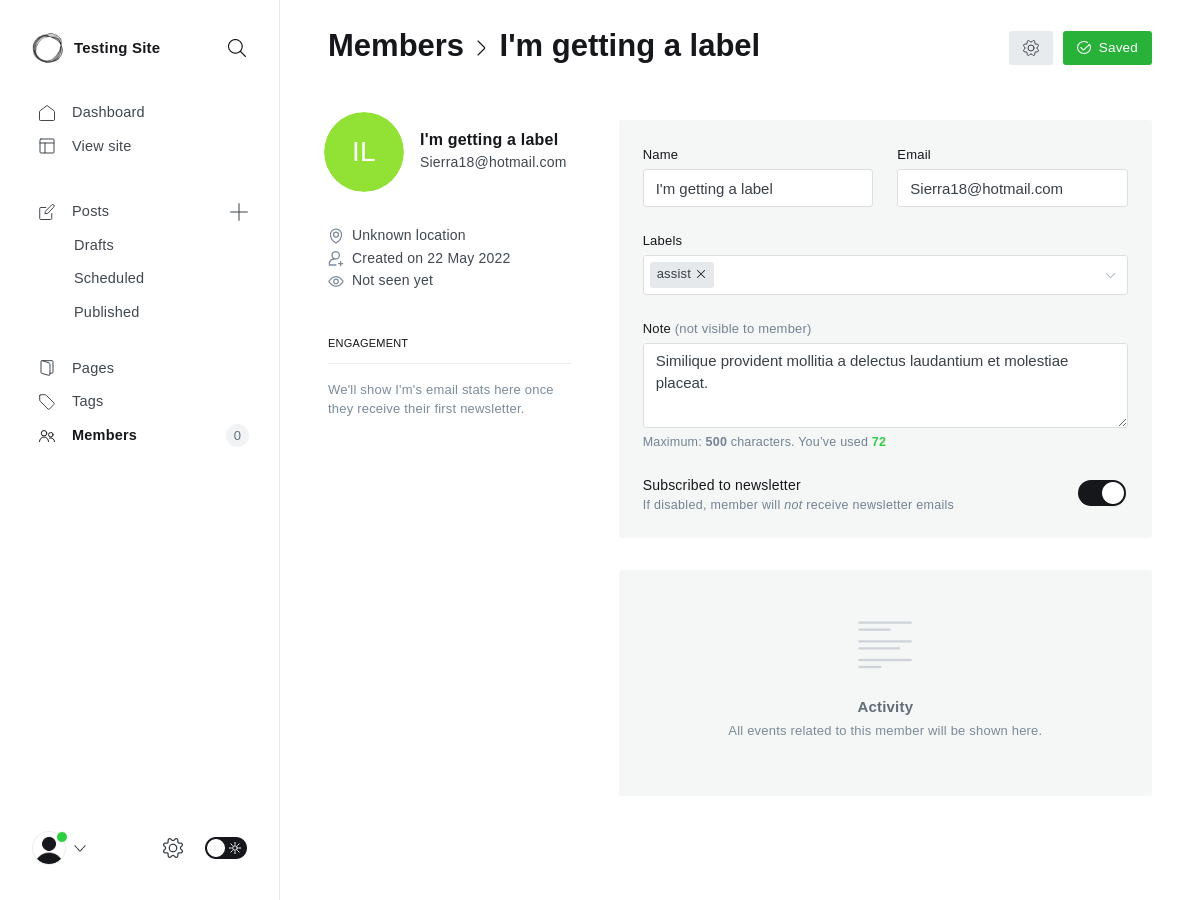 Testing Site
Dashboard
View site
Posts
Drafts
Scheduled
Published
Pages
Tags
Members
0
Members > I'm getting a label
Saved
IL
I'm getting a label
Sierra18@hotmail.com
Unknown location
Created on 22 May 2022
Not seen yet
ENGAGEMENT
We'll show I'm's email stats here once
they receive their first newsletter.
Name
Email
I'm getting a label
Sierra18@hotmail.com
Labels
assist
Note (not visible to member)
Similique provident mollitia a delectus laudantium et molestiae
placeat.
Maximum: 500 characters. You've used 72
Subscribed to newsletter
If disabled, member will not receive newsletter emails
Activity
All events related to this member will be shown here.